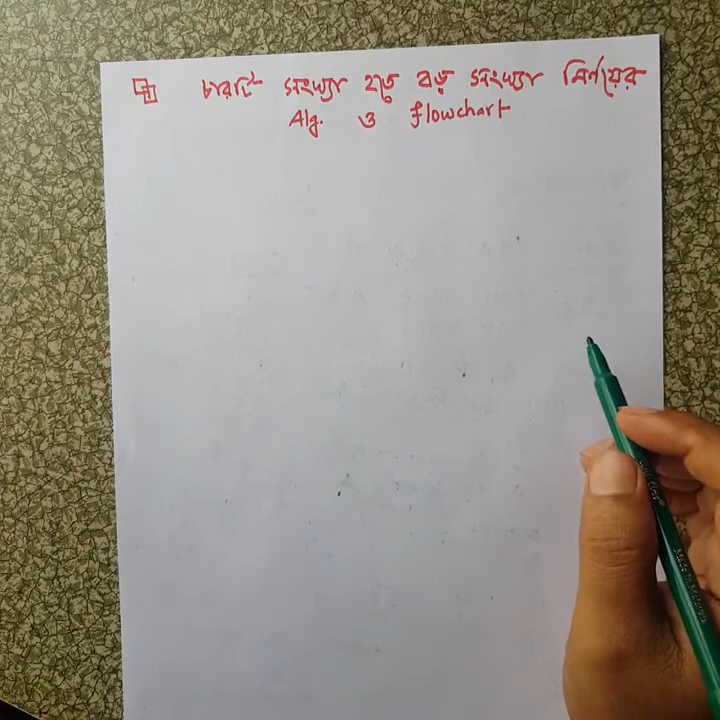 চারটি সংখ্যা হতে বড় সংখ্যা নির্ণয়ের
Alg. ও flowchart